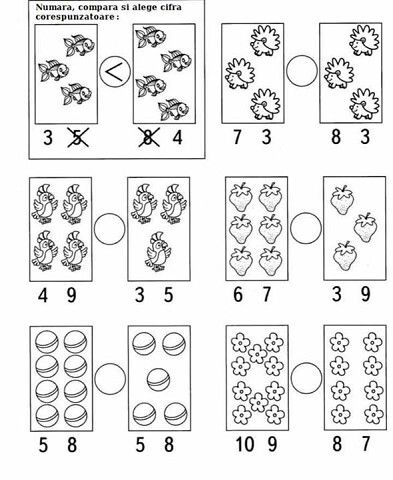 Numara, compara si alege cifra
corespunzatoare :
<
3 5 8 4
7 3 8 3
4 9 3 5
6 7 3 9
5 8 5 8
10 9 8 7